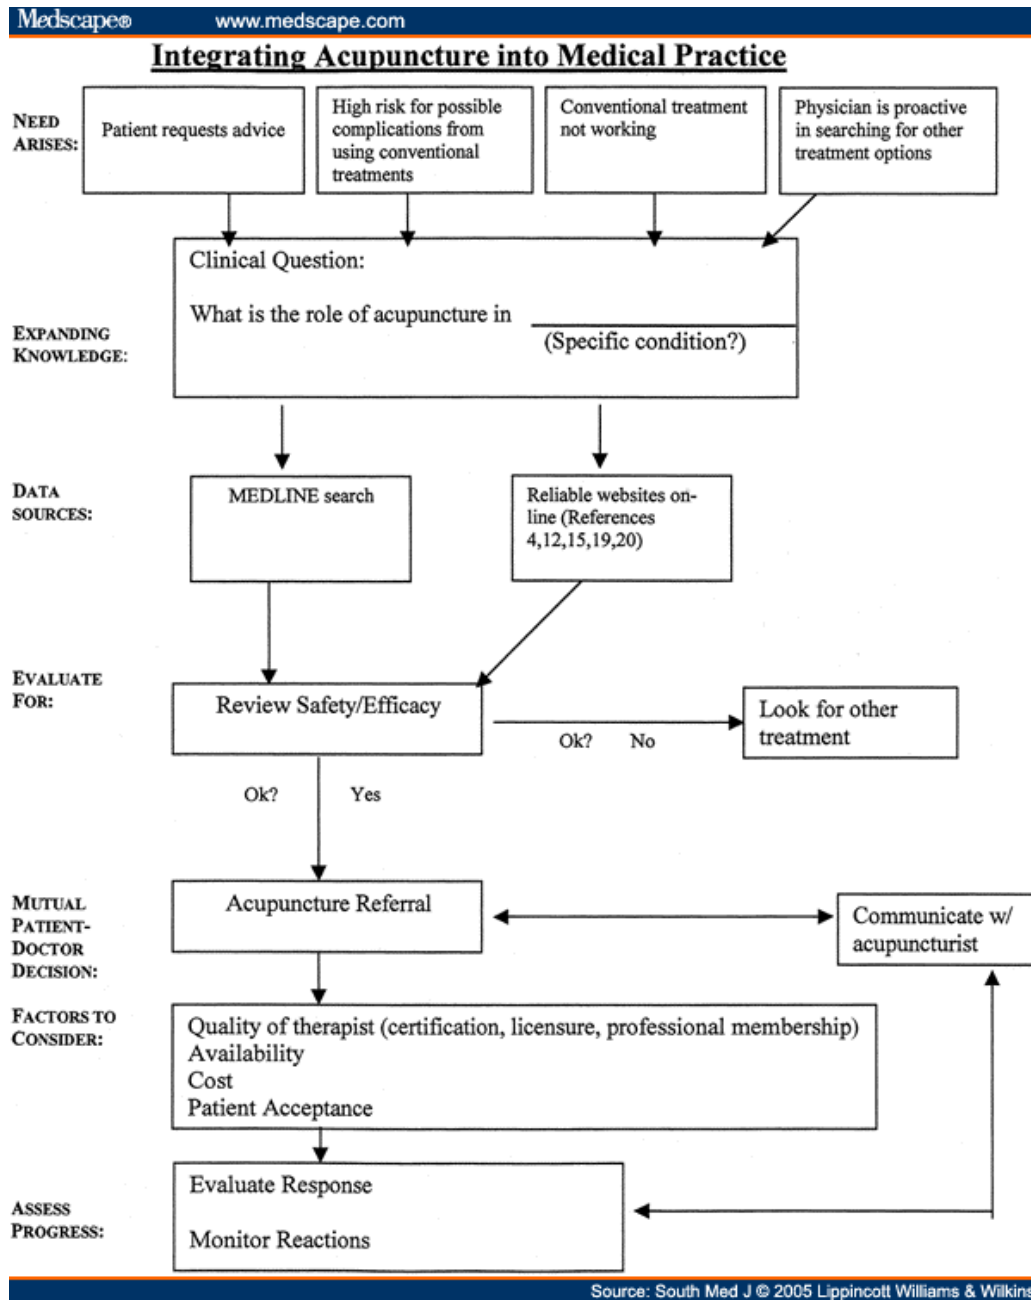 Medscape® www.medscape.com
Integrating Acupuncture into Medical Practice
NEED
ARISES:
Patient requests advice
High risk for possible
complications from
using conventional
treatments
Conventional treatment
not working
Physician is proactive
in searching for other
treatment options
EXPANDING
KNOWLEDGE:
Clinical Question:
What is the role of acupuncture in
(Specific condition?)
DATA
SOURCES:
MEDLINE search
Reliable websites on-
line (References
4,12,15,19,20)
EVALUATE
FOR:
Review Safety/Efficacy
Ok? No
Look for other
treatment
Ok? Yes
MUTUAL
PATIENT-
DOCTOR
DECISION:
Acupuncture Referral
Communicate w/
acupuncturist
FACTORS TO
CONSIDER:
Quality of therapist (certification, licensure, professional membership)
Availability
Cost
Patient Acceptance
ASSESS
PROGRESS:
Evaluate Response
Monitor Reactions
Source: South Med J © 2005 Lippincott Williams & Wilkins